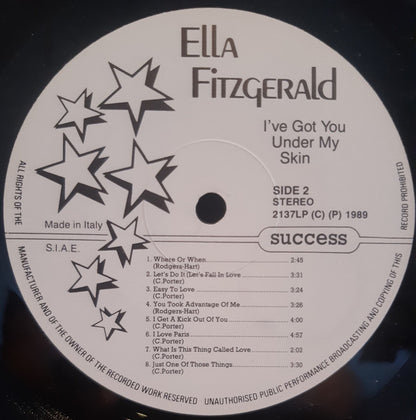 Ella
Fitzgerald
I've Got You
Under My
Skin
SIDE 2
STEREO
2137LP (C) (P) 1989
Made in Italy
S.I.A.E.
success
1. Where Or When 2:45
(Rodgers-Hart)
2. Let's Do It (Let's Fall In Love 2:31
(C.Porter)
3. Easy To Love 3:24
(C.Porter)
4. You Took Advantage Of Me 3:26
(Rodgers-Hart)
5. I Get A Kick Out Of You 4:00
(C.Porter)
6. I Love Paris 4:57
(C.Porter)
7. What Is This Thing Called Love 2:02
(C.Porter)
8. Just One Of Those Things 3:30
(C.Porter)
ALL RIGHTS OF THE MANUFACTURER AND OF THE OWNER OF THE RECORDED WORK RESERVED UNAUTHORISED PUBLIC PERFORMANCE BROADCASTING AND COPYING OF THIS RECORD PROHIBITED